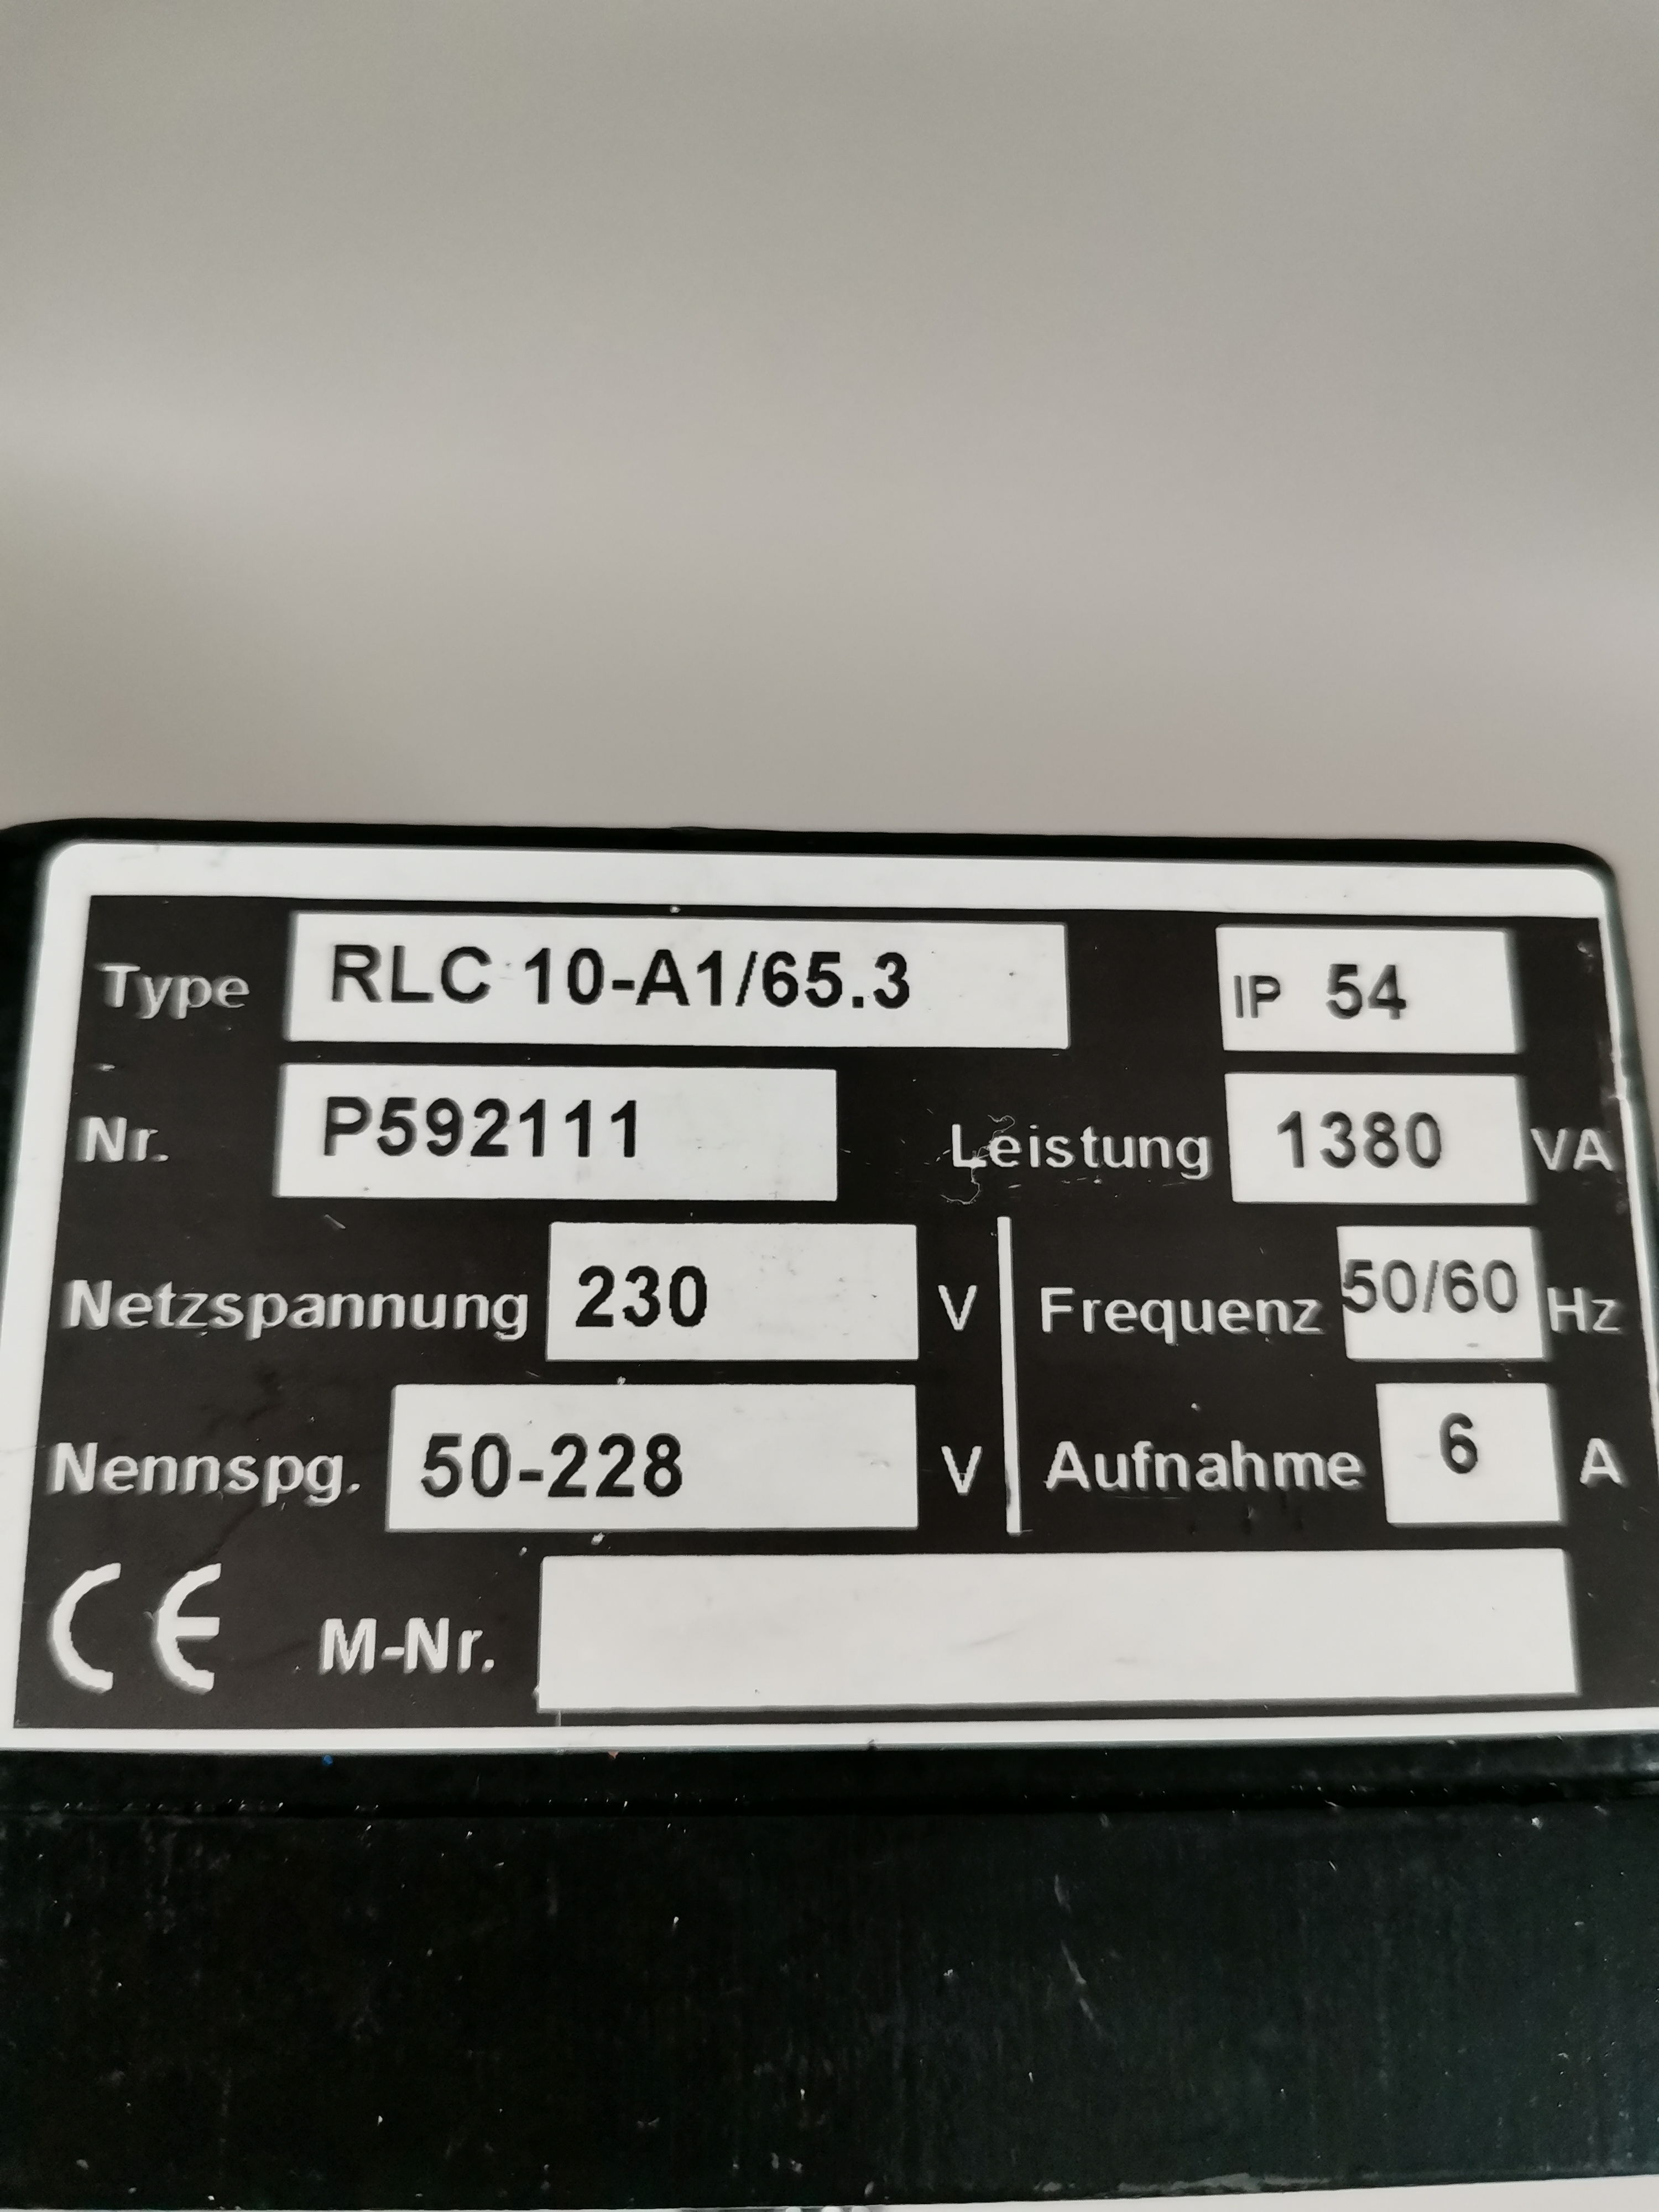 Type RLC 10-A1/65.3 IP 54
Nr. P592111 Leistung 1380 VA
Netzspannung 230 V Frequenz 50/60 Hz
Nennspg. 50-228 V Aufnahme 6 A
CE M-Nr.